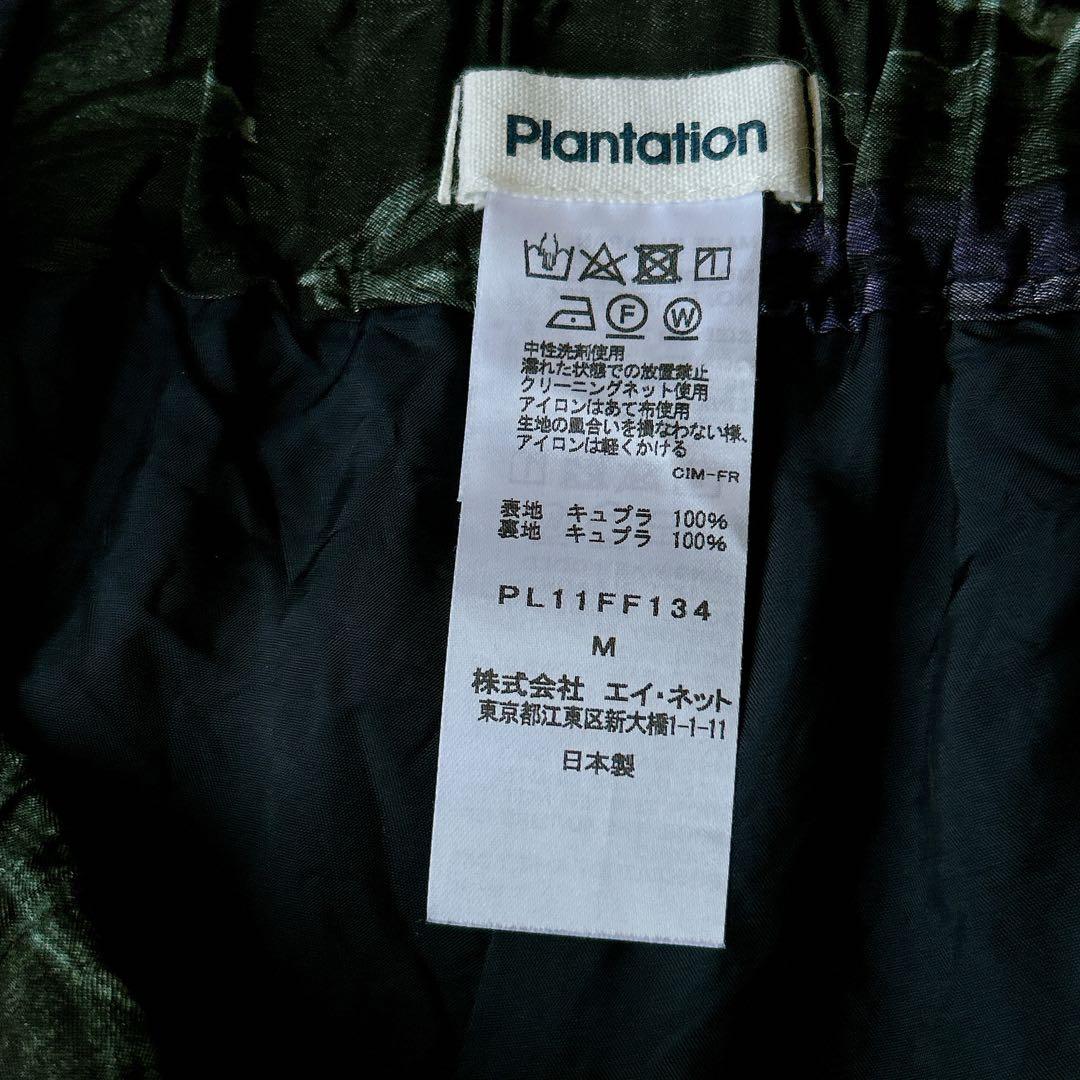 Plantation
F W
中性洗剤使用
濡れた状態での放置禁止
クリーニングネット使用
アイロンはあて布使用
生地の風合いを損なわない様、
アイロンは軽くかける
CIM-FR
表地 キュプラ 100%
裏地 キュプラ 100%
PL11FF134
M
株式会社 エイ・ネット
東京都江東区新大橋1-1-11
日本製